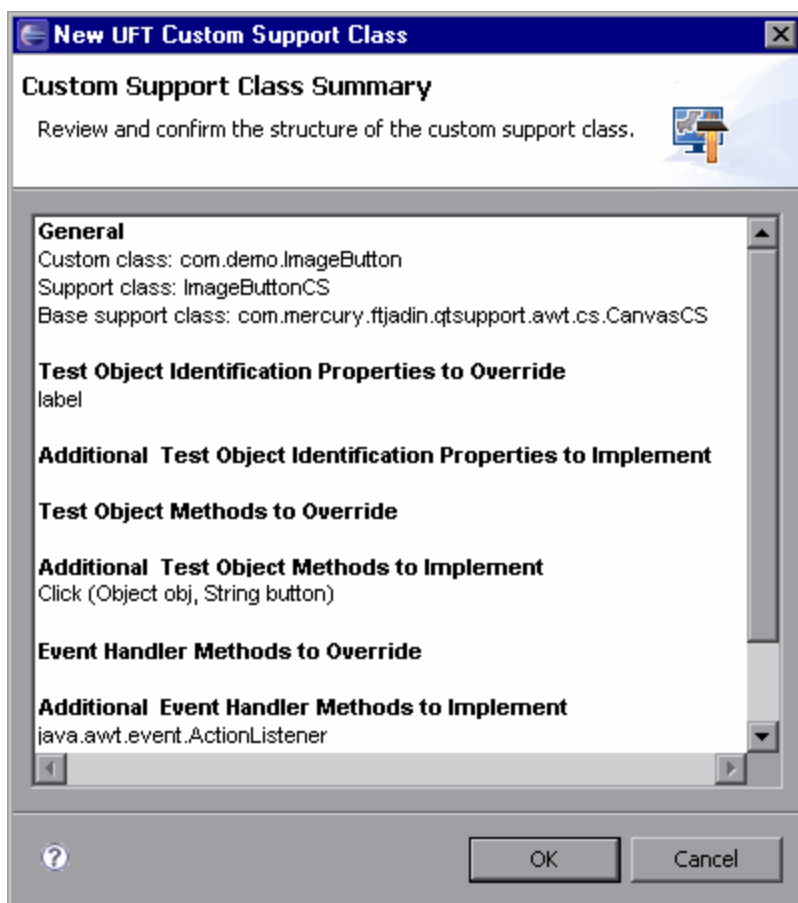 New UFT Custom Support Class
Custom Support Class Summary
Review and confirm the structure of the custom support class.
General
Custom class: com.demo.ImageButton
Support class: ImageButtonCS
Base support class: com.mercury.ftjadin.qtsupport.awt.cs.CanvasCS
Test Object Identification Properties to Override
label
Additional  Test Object Identification Properties to Implement
Test Object Methods to Override
Additional  Test Object Methods to Implement
Click (Object obj, String button)
Event Handler Methods to Override
Additional  Event Handler Methods to Implement
java.awt.event.ActionListener
?
OK
Cancel